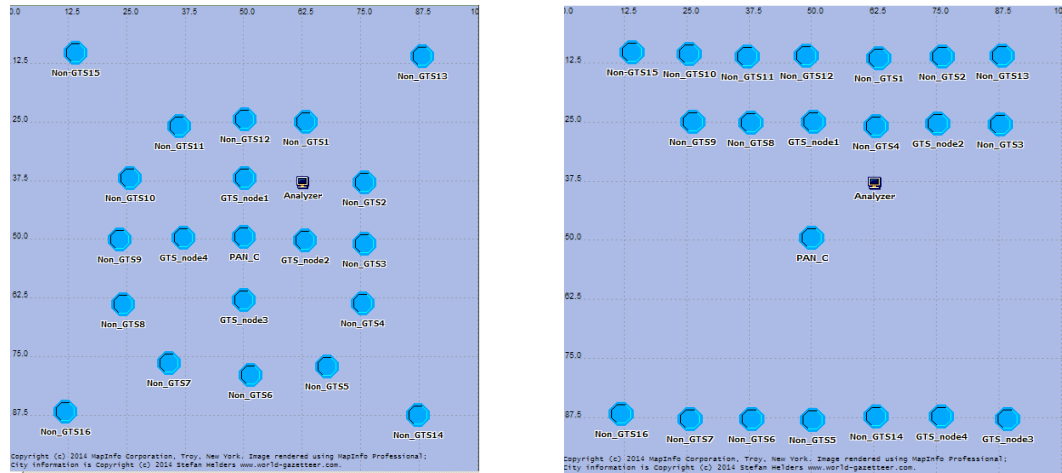 0.0 12.5 25.0 37.5 50.0 62.5 75.0 87.5 10
Non-GTS15
Non_GTS13
12.5
25.0
Non_GTS11
Non_GTS12
Non_GTS1
37.5
Non_GTS10
GTS_node1
Analyzer
Non_GTS2
50.0
Non_GTS9
GTS_node4
PAN_C
GTS_node2
Non_GTS3
62.5
Non_GTS8
GTS_node3
Non_GTS4
75.0
Non_GTS7
Non_GTS6
Non_GTS5
87.5
Non_GTS16
Non_GTS14
Copyright (c) 2014 MapInfo Corporation, Troy, New York. Image rendered using MapInfo Professional;
City information is Copyright (c) 2014 Stefan Helders www.world-gazetteer.com.
0.0 12.5 25.0 37.5 50.0 62.5 75.0 87.5 10
12.5
Non-GTS15
Non_GTS10
Non_GTS11
Non_GTS12
Non_GTS1
Non_GTS2
Non_GTS13
25.0
Non_GTS9
Non_GTS8
GTS_node1
Non_GTS4
GTS_node2
Non_GTS3
37.5
Analyzer
50.0
PAN_C
62.5
75.0
87.5
Non_GTS16
Non_GTS7
Non_GTS6
Non_GTS5
Non_GTS14
GTS_node4
GTS_node3
Copyright (c) 2014 MapInfo Corporation, Troy, New York. Image rendered using MapInfo Professional;
City information is Copyright (c) 2014 Stefan Helders www.world-gazetteer.com.